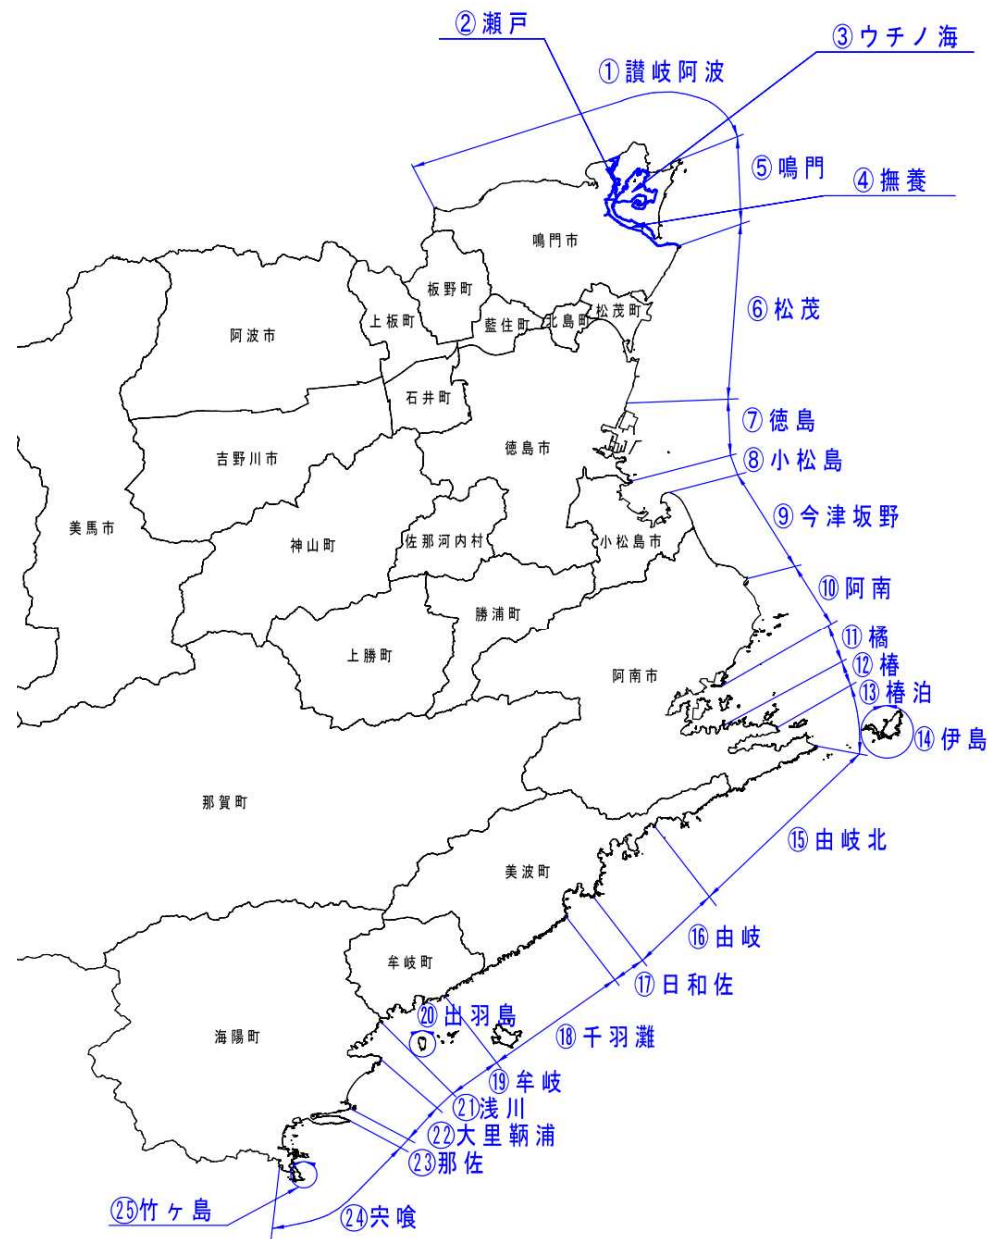 ②瀬戸
③ウチノ海
①讃岐阿波
⑤鳴門
④撫養
鳴門市
板野町
上板町
藍住町
北島町
松茂町
⑥松茂
阿波市
石井町
⑦徳島
徳島市
吉野川市
⑧小松島
⑨今津坂野
美馬市
神山町
佐那河内村
小松島市
⑩阿南
勝浦町
上勝町
⑪橘
阿南市
⑫椿
⑬椿泊
⑭伊島
那賀町
⑮由岐北
美波町
⑯由岐
牟岐町
⑰日和佐
⑳出羽島
海陽町
⑱千羽灘
⑲牟岐
㉑浅川
㉒大里鞆浦
㉓那佐
㉕竹ヶ島
㉔宍喰